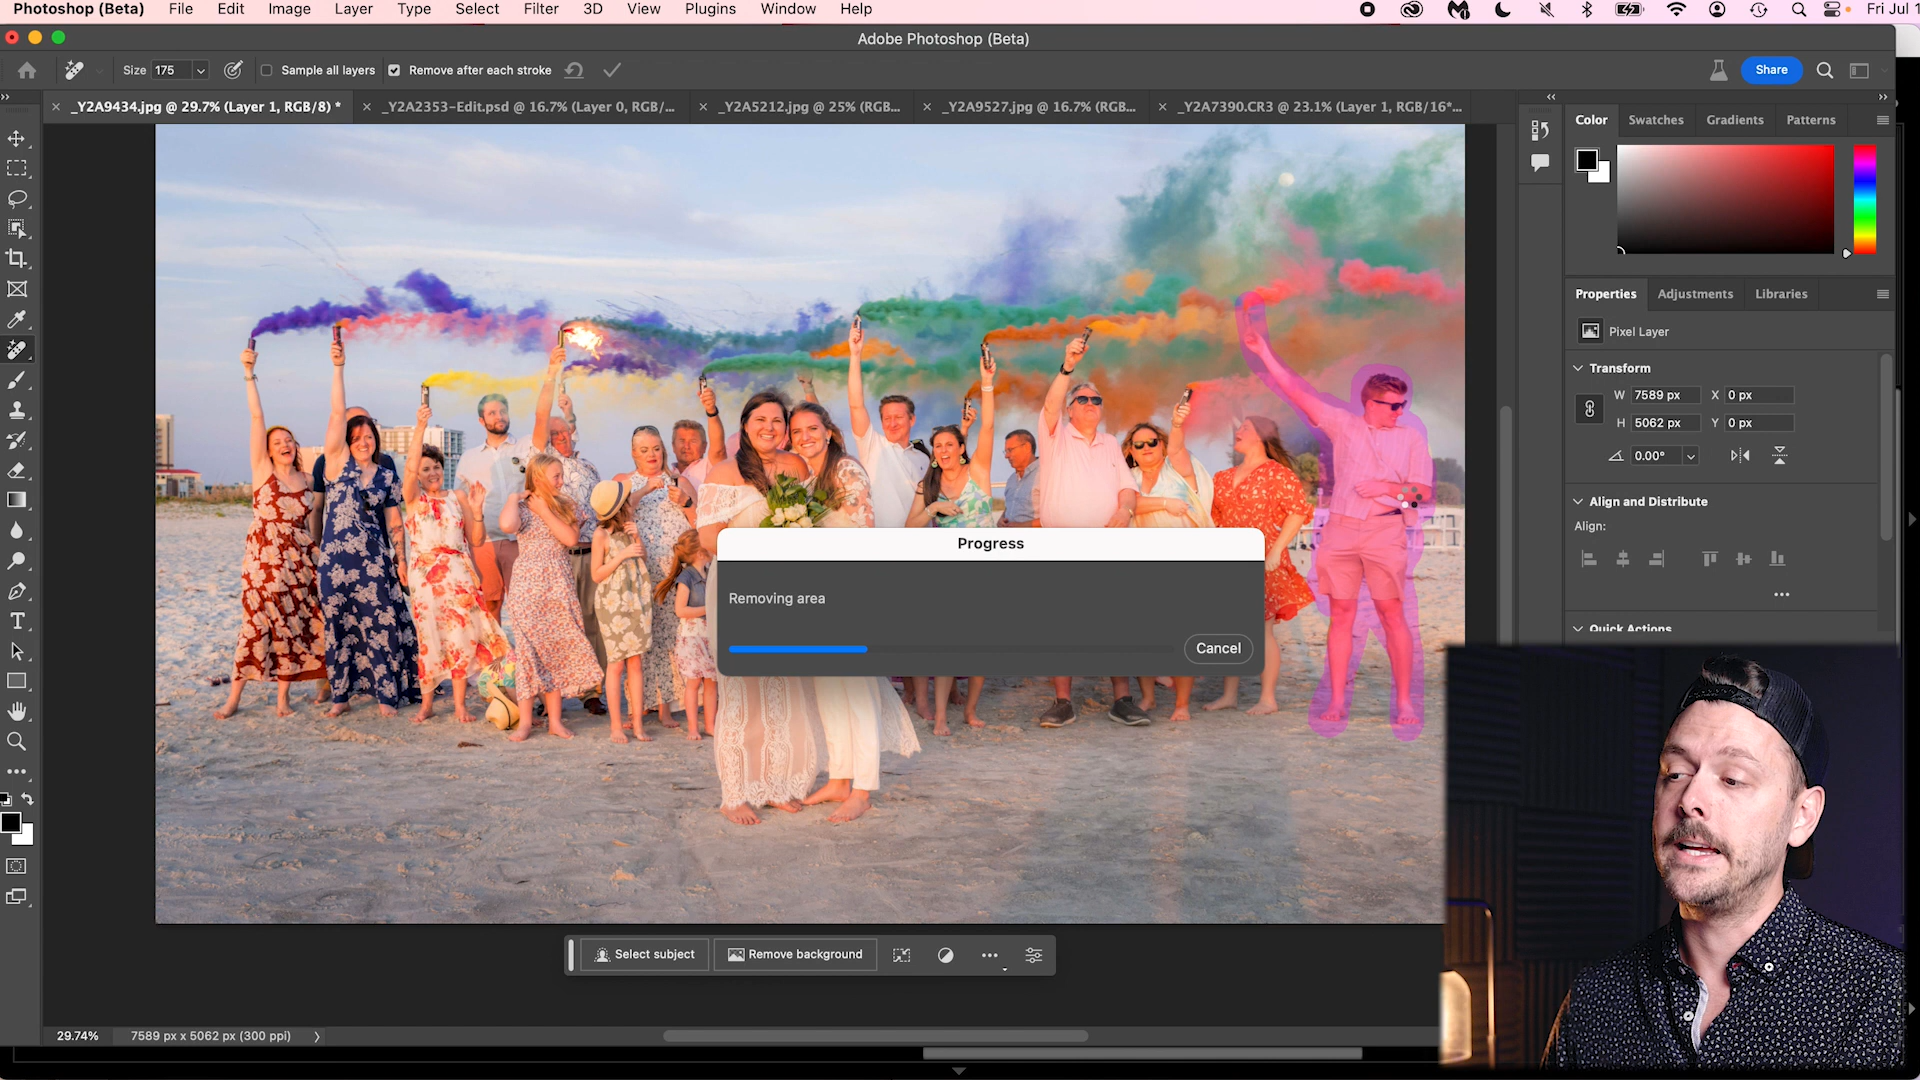 Photoshop (Beta) File Edit Image Layer Type Select Filter 3D View Plugins Window Help Fri Jul 1
Adobe Photoshop (Beta)
Size 175 Sample all layers Remove after each stroke Share
_Y2A9434.jpg @ 29.7% (Layer 1, RGB/8) * _Y2A2353-Edit.psd @ 16.7% (Layer 0, RGB/... _Y2A5212.jpg @ 25% (RGB... _Y2A9527.jpg @ 16.7% (RGB... _Y2A7390.CR3 @ 23.1% (Layer 1, RGB/16*...
Color Swatches Gradients Patterns
Properties Adjustments Libraries
Pixel Layer
Transform
W 7589 px X 0 px
H 5062 px Y 0 px
0.00°
Align and Distribute
Align:
Quick Actions
Progress
Removing area
Cancel
Select subject Remove background
29.74% 7589 px x 5062 px (300 ppi)